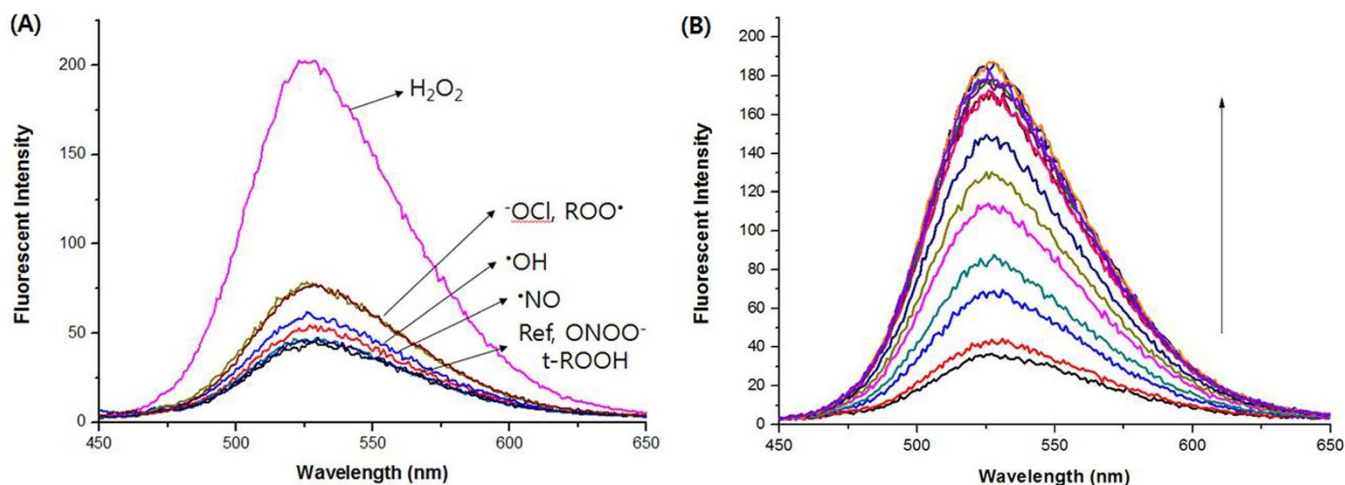 (A)
Fluorescent Intensity
200
150
100
50
0
H₂O₂
⁻OCl, ROO•
•OH
•NO
Ref, ONOO⁻
t-ROOH
450 500 550 600 650
Wavelength (nm)
(B)
Fluorescent Intensity
200
180
160
140
120
100
80
60
40
20
0
450 500 550 600 650
Wavelength (nm)